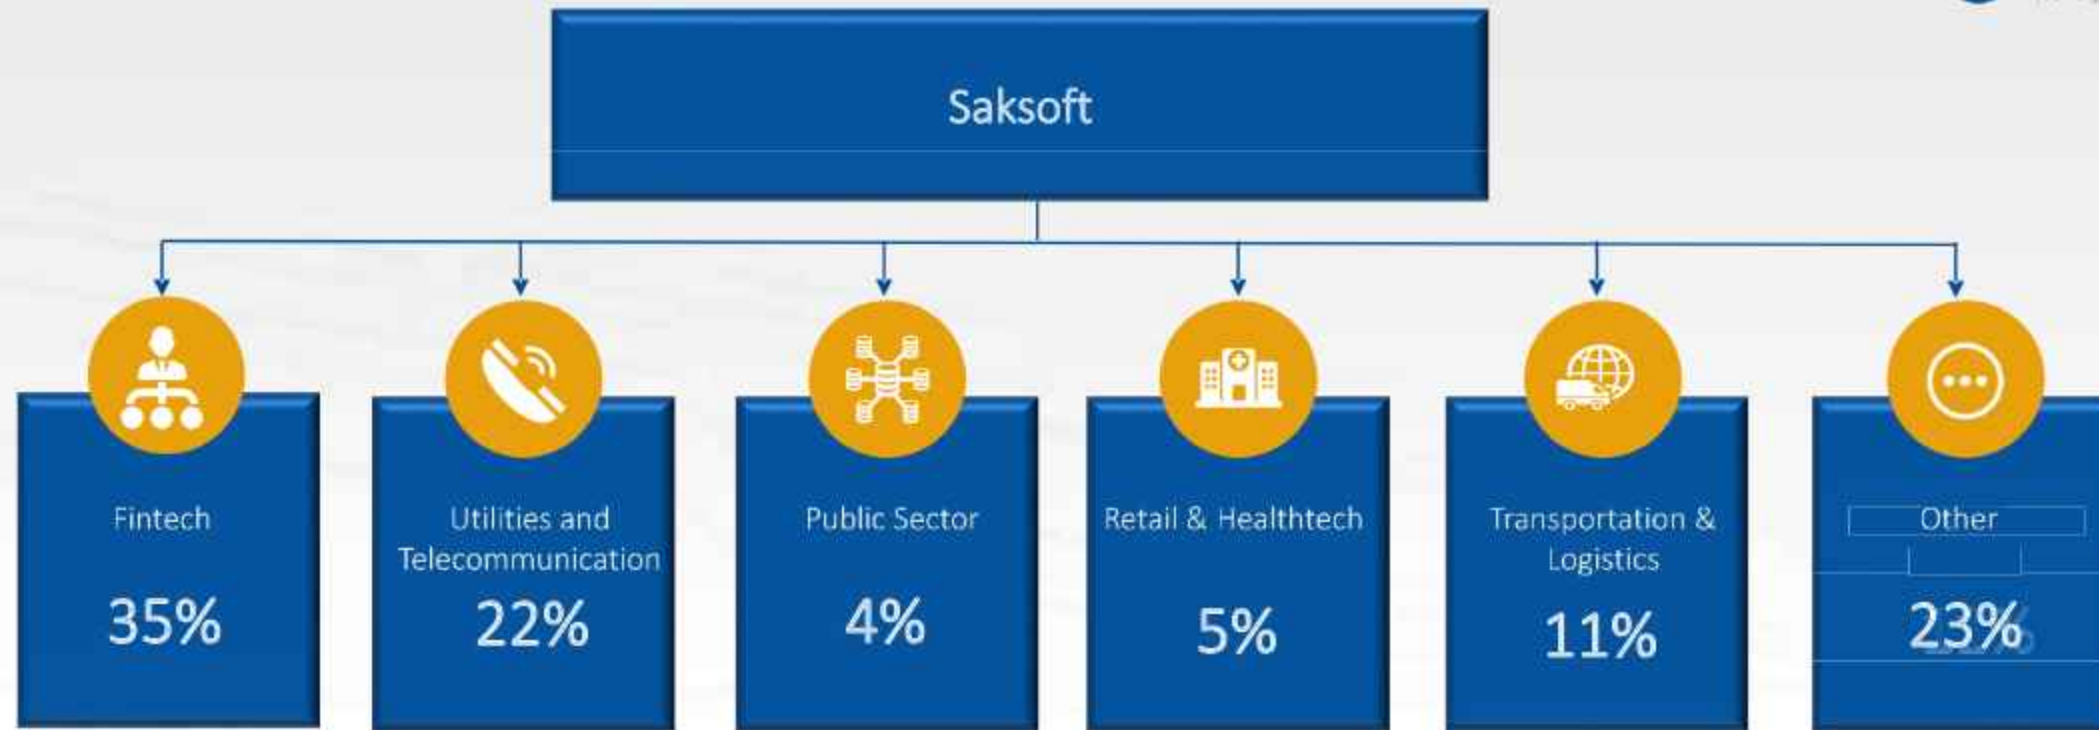 Saksoft
Fintech
35%
Utilities and
Telecommunication
22%
Public Sector
4%
Retail & Healthtech
5%
Transportation &
Logistics
11%
Other
23%